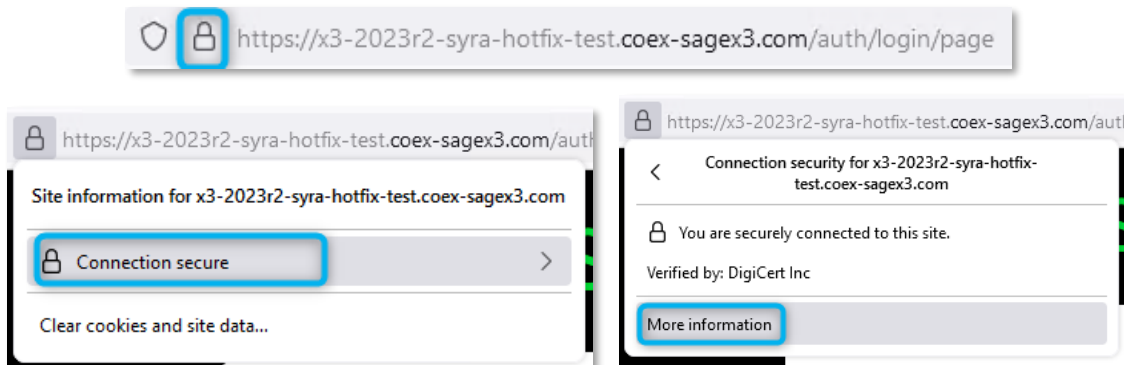 https://x3-2023r2-syra-hotfix-test.coex-sagex3.com/auth/login/page
https://x3-2023r2-syra-hotfix-test.coex-sagex3.com/auth
Site information for x3-2023r2-syra-hotfix-test.coex-sagex3.com
Connection secure
Clear cookies and site data...
https://x3-2023r2-syra-hotfix-test.coex-sagex3.com/aut
Connection security for x3-2023r2-syra-hotfix-
test.coex-sagex3.com
You are securely connected to this site.
Verified by: DigiCert Inc
More information